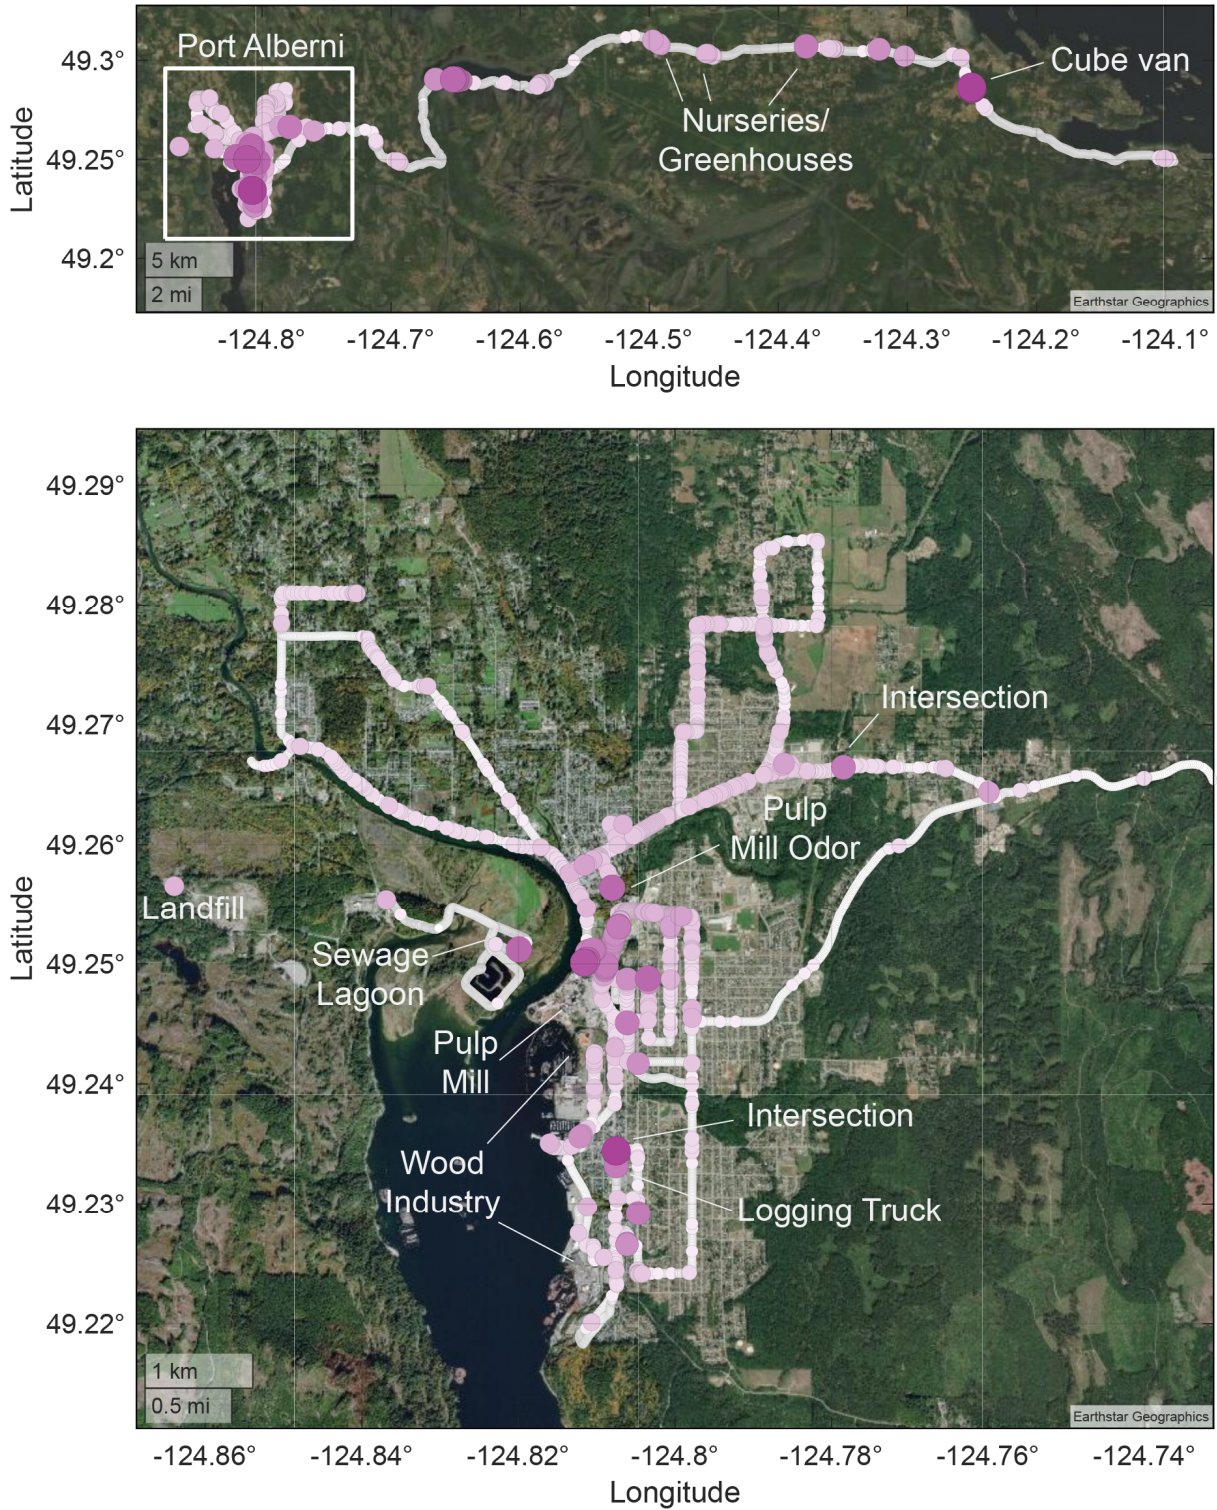 Port Alberni
Cube van
Nurseries/
Greenhouses
49.3°
49.25°
49.2°
Latitude
5 km
2 mi
Earthstar Geographics
-124.8° -124.7° -124.6° -124.5° -124.4° -124.3° -124.2° -124.1°
Longitude
49.29°
49.28°
49.27°
49.26°
49.25°
49.24°
49.23°
49.22°
Latitude
Intersection
Pulp
Mill Odor
Landfill
Sewage
Lagoon
Pulp
Mill
Intersection
Wood
Industry
Logging Truck
1 km
0.5 mi
Earthstar Geographics
-124.86° -124.84° -124.82° -124.8° -124.78° -124.76° -124.74°
Longitude